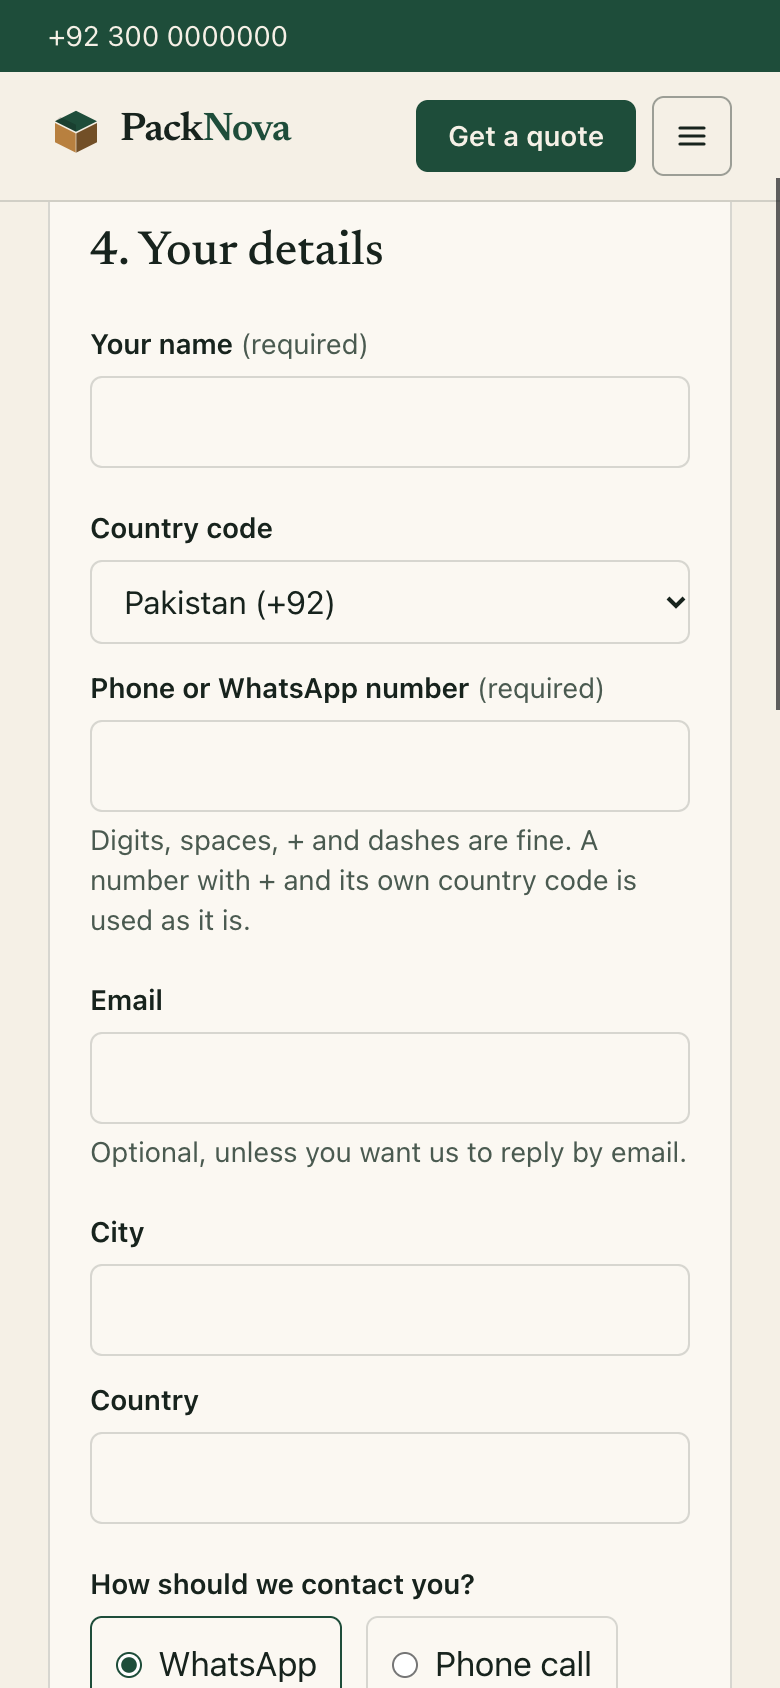 +92 300 0000000
PackNova
Get a quote
4. Your details
Your name (required)
Country code
Pakistan (+92)
Phone or WhatsApp number (required)
Digits, spaces, + and dashes are fine. A
number with + and its own country code is
used as it is.
Email
Optional, unless you want us to reply by email.
City
Country
How should we contact you?
WhatsApp
Phone call